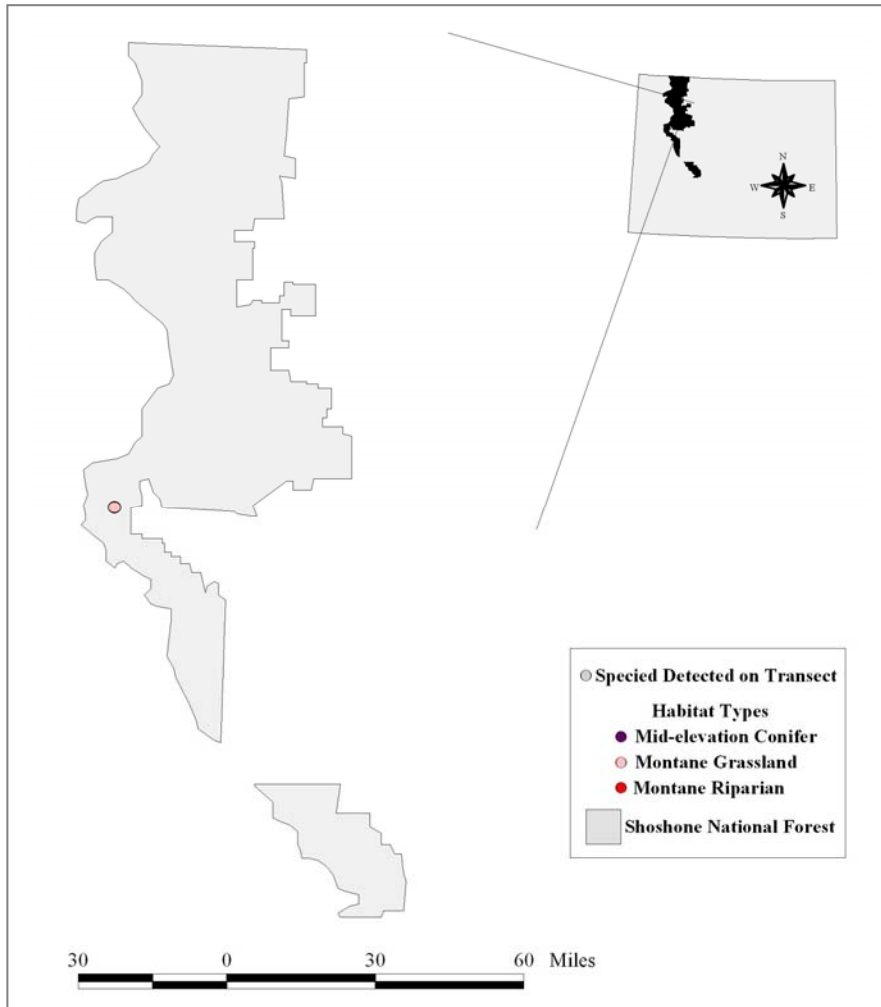 N
W E
S
Specied Detected on Transect
Habitat Types
Mid-elevation Conifer
Montane Grassland
Montane Riparian
Shoshone National Forest
30 0 30 60 Miles